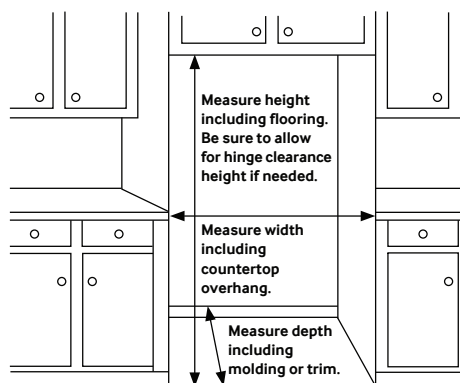 Measure height
including flooring.
Be sure to allow
for hinge clearance
height if needed.
Measure width
including
countertop
overhang.
Measure depth
including
molding or trim.